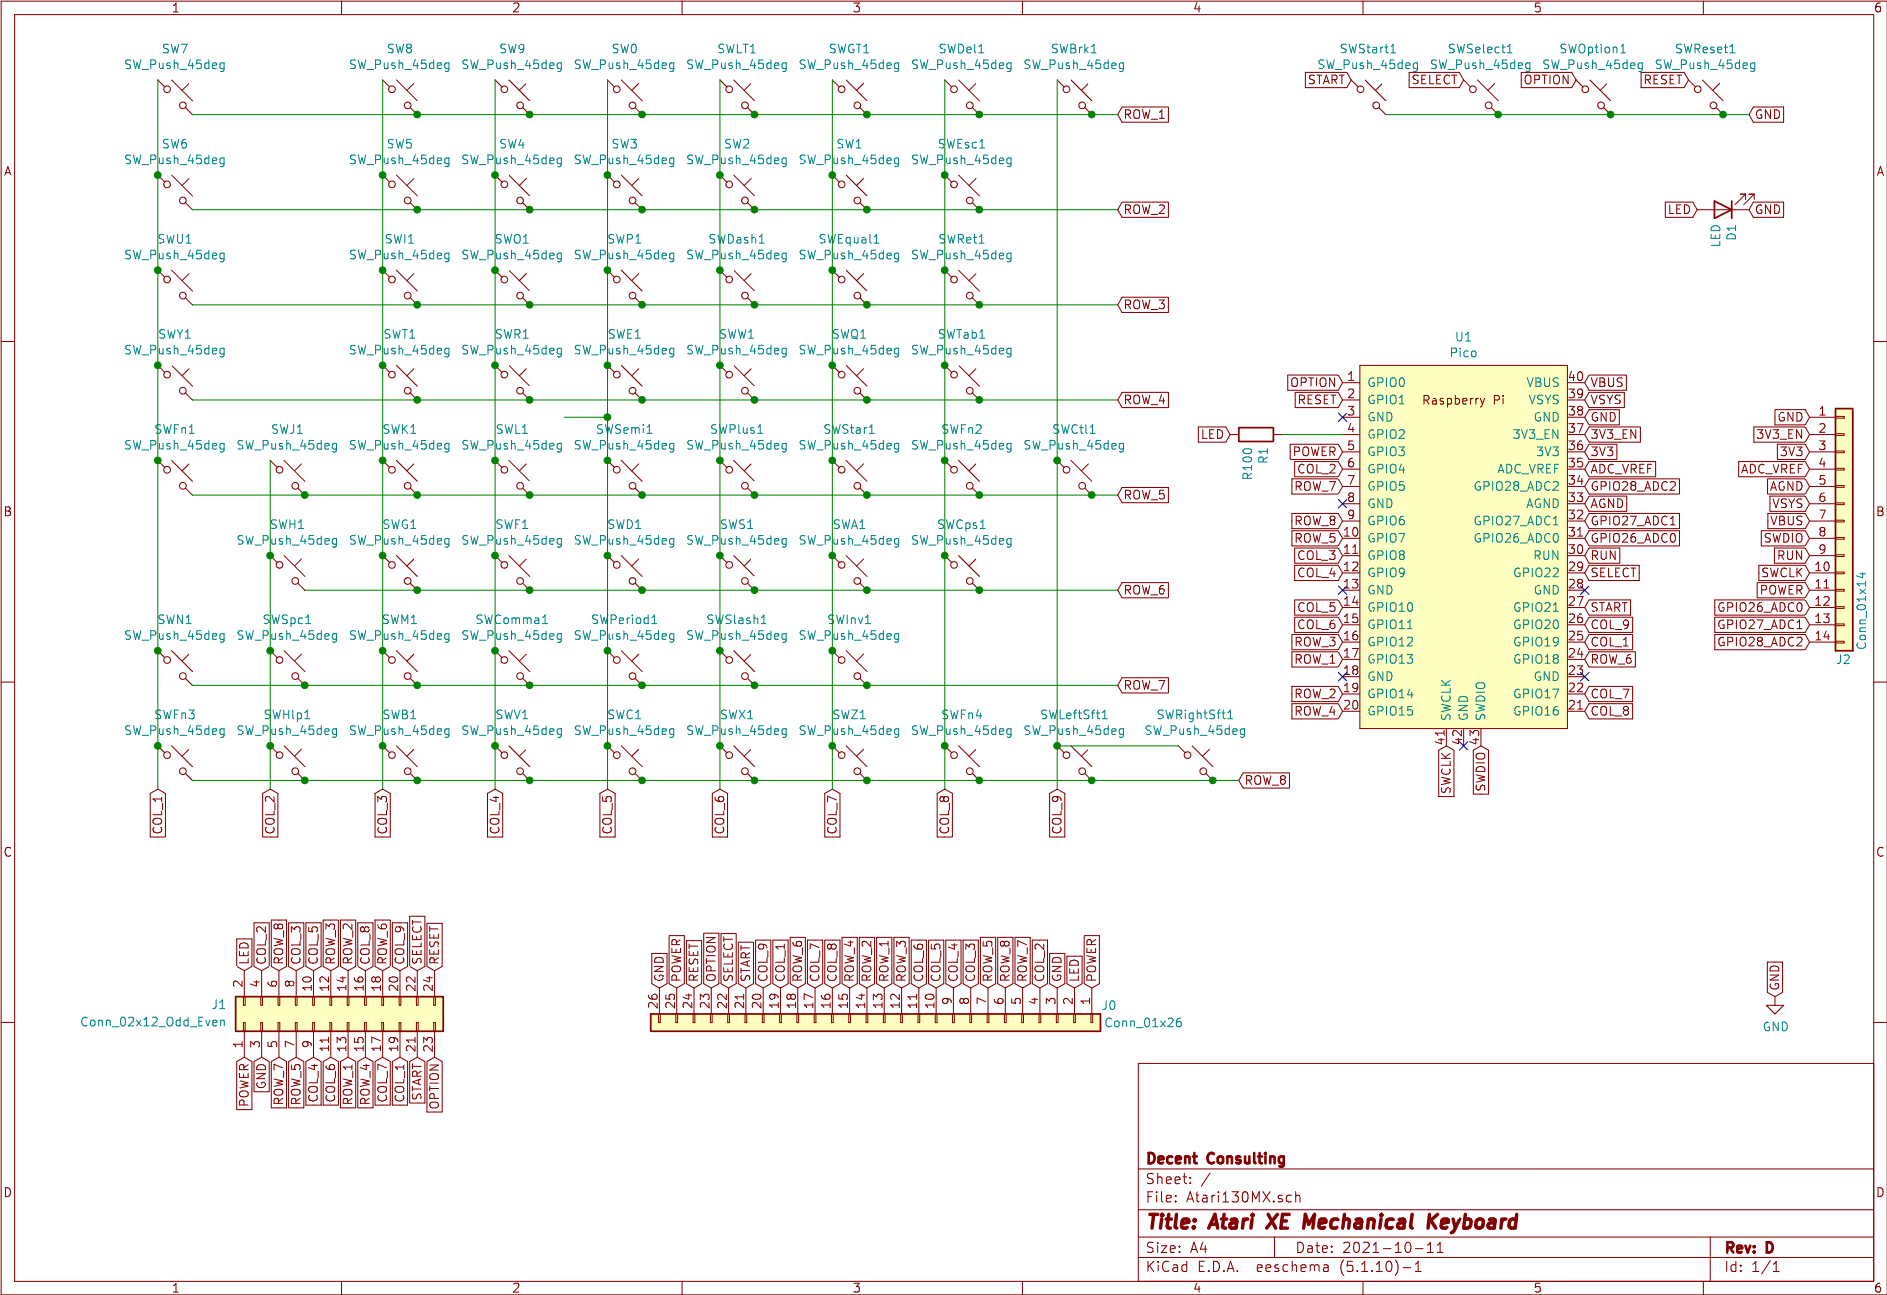 1 2 3 4 5 6
SW7 SW8 SW9 SW0 SWLT1 SWGT1 SWDel1 SWBrk1 SWStart1 SWSelect1 SWOption1 SWReset1
SW_Push_45deg SW_Push_45deg SW_Push_45deg SW_Push_45deg SW_Push_45deg SW_Push_45deg SW_Push_45deg SW_Push_45deg SW_Push_45deg SW_Push_45deg SW_Push_45deg SW_Push_45deg
START SELECT OPTION RESET
ROW_1 GND
SW6 SW5 SW4 SW3 SW2 SW1 SWEsc1
SW_Push_45deg SW_Push_45deg SW_Push_45deg SW_Push_45deg SW_Push_45deg SW_Push_45deg SW_Push_45deg
A A
ROW_2 LED GND
LED
D1
SWU1 SWI1 SWO1 SWP1 SWDash1 SWEqual1 SWRet1
SW_Push_45deg SW_Push_45deg SW_Push_45deg SW_Push_45deg SW_Push_45deg SW_Push_45deg SW_Push_45deg
ROW_3
SWY1 SWT1 SWR1 SWE1 SWW1 SWQ1 SWTab1
SW_Push_45deg SW_Push_45deg SW_Push_45deg SW_Push_45deg SW_Push_45deg SW_Push_45deg SW_Push_45deg
ROW_4
SWFn1 SWJ1 SWK1 SWL1 SWSemi1 SWPlus1 SWStar1 SWFn2 SWCtl1
SW_Push_45deg SW_Push_45deg SW_Push_45deg SW_Push_45deg SW_Push_45deg SW_Push_45deg SW_Push_45deg SW_Push_45deg SW_Push_45deg
ROW_5
B B
SWH1 SWG1 SWF1 SWD1 SWS1 SWA1 SWCps1
SW_Push_45deg SW_Push_45deg SW_Push_45deg SW_Push_45deg SW_Push_45deg SW_Push_45deg SW_Push_45deg
ROW_6
SWN1 SWSpc1 SWM1 SWComma1 SWPeriod1 SWSlash1 SWInv1
SW_Push_45deg SW_Push_45deg SW_Push_45deg SW_Push_45deg SW_Push_45deg SW_Push_45deg SW_Push_45deg
ROW_7
SWFn3 SWHlp1 SWB1 SWV1 SWC1 SWX1 SWZ1 SWFn4 SWLeftSft1 SWRightSft1
SW_Push_45deg SW_Push_45deg SW_Push_45deg SW_Push_45deg SW_Push_45deg SW_Push_45deg SW_Push_45deg SW_Push_45deg SW_Push_45deg SW_Push_45deg
ROW_8
COL_1 COL_2 COL_3 COL_4 COL_5 COL_6 COL_7 COL_8 COL_9
U1
Pico
Raspberry Pi
OPTION 1 GPIO0 VBUS 40 VBUS
RESET 2 GPIO1 VSYS 39 VSYS
3 GND GND 38 GND
LED R100 R1 4 GPIO2 3V3_EN 37 3V3_EN
POWER 5 GPIO3 3V3 36 3V3
COL_2 6 GPIO4 ADC_VREF 35 ADC_VREF
ROW_7 7 GPIO5 GPIO28_ADC2 34 GPIO28_ADC2
8 GND AGND 33 AGND
ROW_8 9 GPIO6 GPIO27_ADC1 32 GPIO27_ADC1
ROW_5 10 GPIO7 GPIO26_ADC0 31 GPIO26_ADC0
COL_3 11 GPIO8 RUN 30 RUN
COL_4 12 GPIO9 GPIO22 29 SELECT
13 GND GND 28
COL_5 14 GPIO10 GPIO21 27 START
COL_6 15 GPIO11 GPIO20 26 COL_9
ROW_3 16 GPIO12 GPIO19 25 COL_1
ROW_1 17 GPIO13 GPIO18 24 ROW_6
18 GND GND 23
ROW_2 19 GPIO14 GPIO17 22 COL_7
ROW_4 20 GPIO15 GPIO16 21 COL_8
SWCLK GND SWDIO
41 42 43
SWCLK SWDIO
GND 1
3V3_EN 2
3V3 3
ADC_VREF 4
AGND 5
VSYS 6
VBUS 7
SWDIO 8
RUN 9
SWCLK 10
POWER 11
GPIO26_ADC0 12
GPIO27_ADC1 13
GPIO28_ADC2 14
Conn_01x14
J2
C C
LED COL_2 ROW_8 COL_3 COL_5 ROW_3 ROW_2 COL_8 ROW_6 COL_9 SELECT RESET
2 4 6 8 10 12 14 16 18 20 22 24
J1
Conn_02x12_Odd_Even
1 3 5 7 9 11 13 15 17 19 21 23
POWER GND ROW_7 ROW_5 COL_4 COL_6 ROW_1 ROW_4 COL_7 COL_1 START OPTION
GND POWER RESET OPTION SELECT START COL_9 COL_1 ROW_6 COL_7 COL_8 ROW_4 ROW_2 ROW_1 ROW_3 COL_6 COL_5 COL_4 COL_3 ROW_5 ROW_8 ROW_7 COL_2 GND LED POWER
26 25 24 23 22 21 20 19 18 17 16 15 14 13 12 11 10 9 8 7 6 5 4 3 2 1
J0
Conn_01x26
GND
GND
D D
Decent Consulting
Sheet: /
File: Atari130MX.sch
Title: Atari XE Mechanical Keyboard
Size: A4 Date: 2021-10-11 Rev: D
KiCad E.D.A. eeschema (5.1.10)-1 Id: 1/1
1 2 3 4 5 6